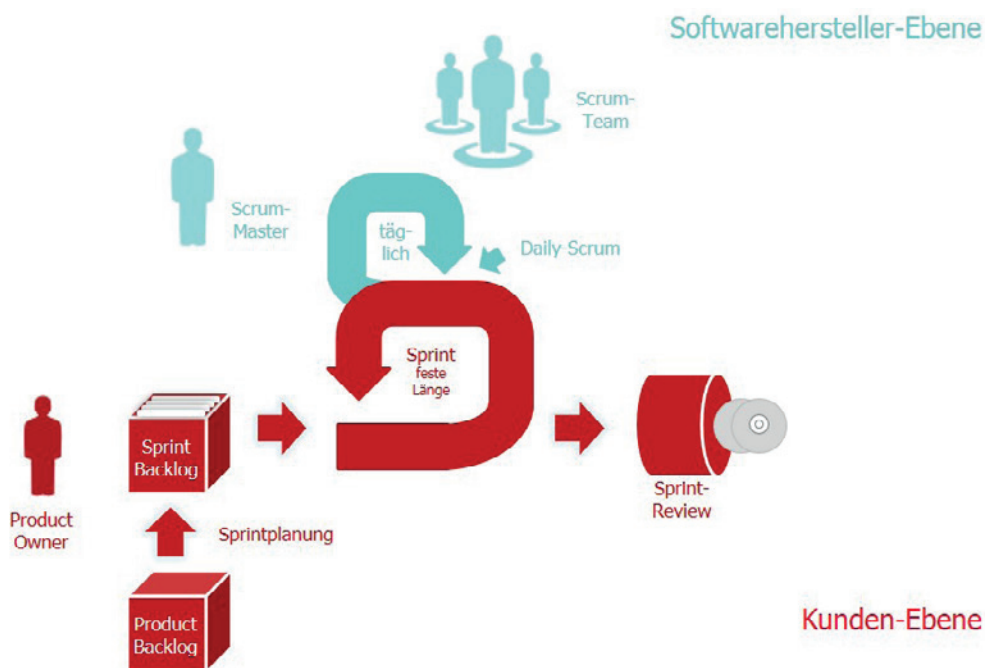 Softwarehersteller-Ebene
Scrum-
Team
Scrum-
Master
täg-
lich
Daily Scrum
Sprint
feste
Länge
Sprint
Backlog
Product
Owner
Sprintplanung
Sprint-
Review
Product
Backlog
Kunden-Ebene